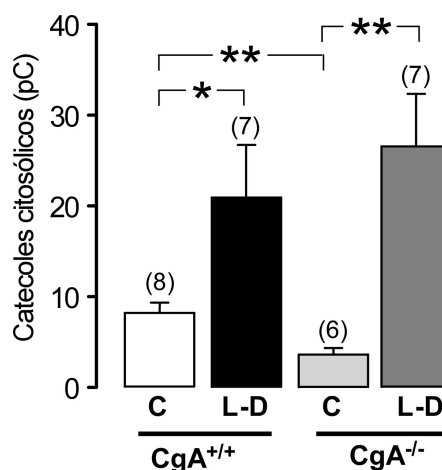 Catecoles citosólicos (pC)
40
30
20
10
0
**
**
*
(8)
(7)
(6)
(7)
C
L-D
C
L-D
CgA+/+
CgA-/-